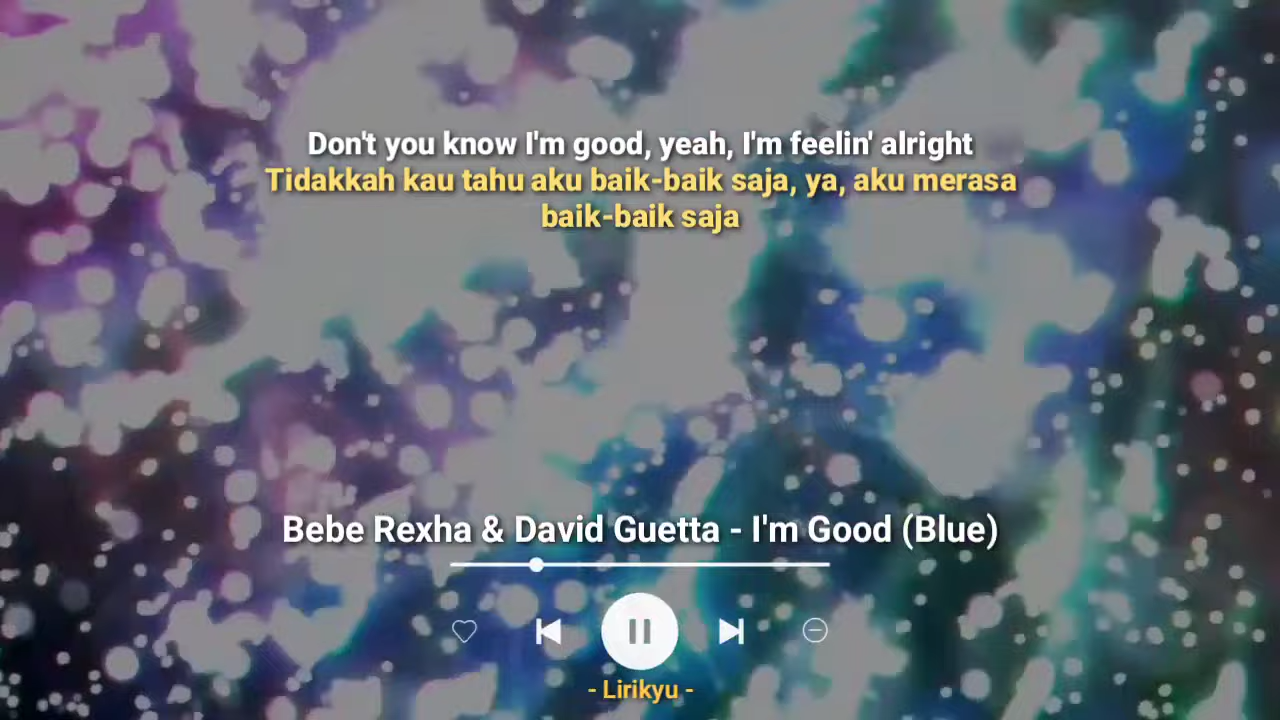 Don't you know I'm good, yeah, I'm feelin' alright
Tidakkah kau tahu aku baik-baik saja, ya, aku merasa
baik-baik saja
Bebe Rexha & David Guetta - I'm Good (Blue)
- Lirikyu -